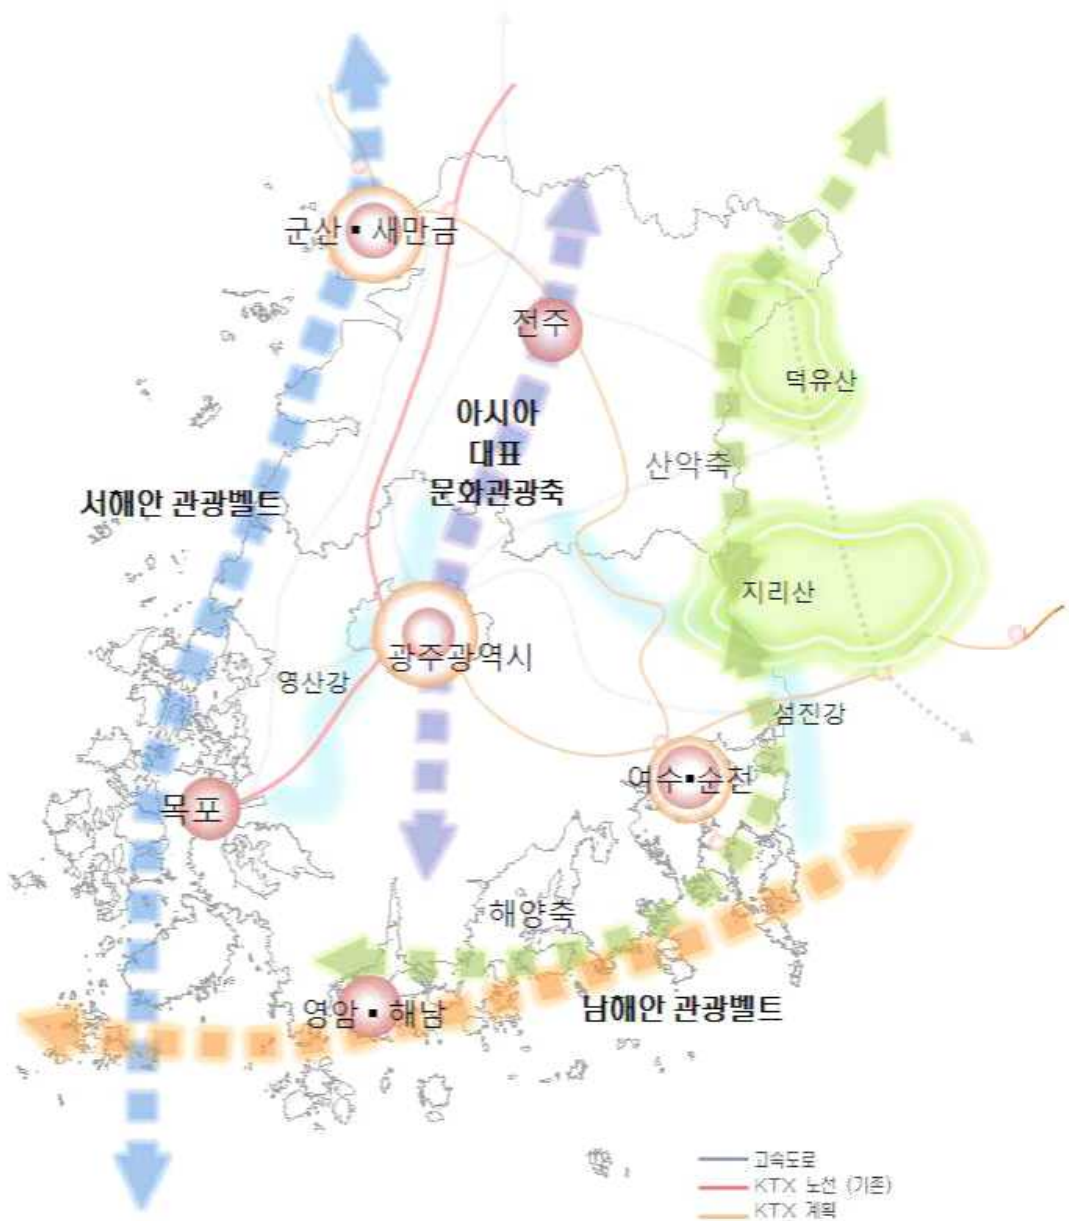 군산▪새만금
전주
덕유산
아시아
대표
문화관광축
산악축
서해안 관광벨트
지리산
광주광역시
영산강
섬진강
여수▪순천
목포
해양축
영암▪해남
남해안 관광벨트
고속도로
KTX 노선 (기존)
KTX 계획